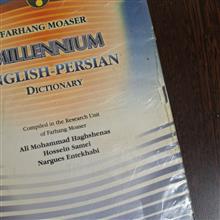 FARHANG MOASER
MILLENNIUM
ENGLISH-PERSIAN
DICTIONARY
Compiled in the Research Unit
of Farhang Moaser
Ali Mohammad Haghshenas
Hossein Samei
Nargues Entekhabi